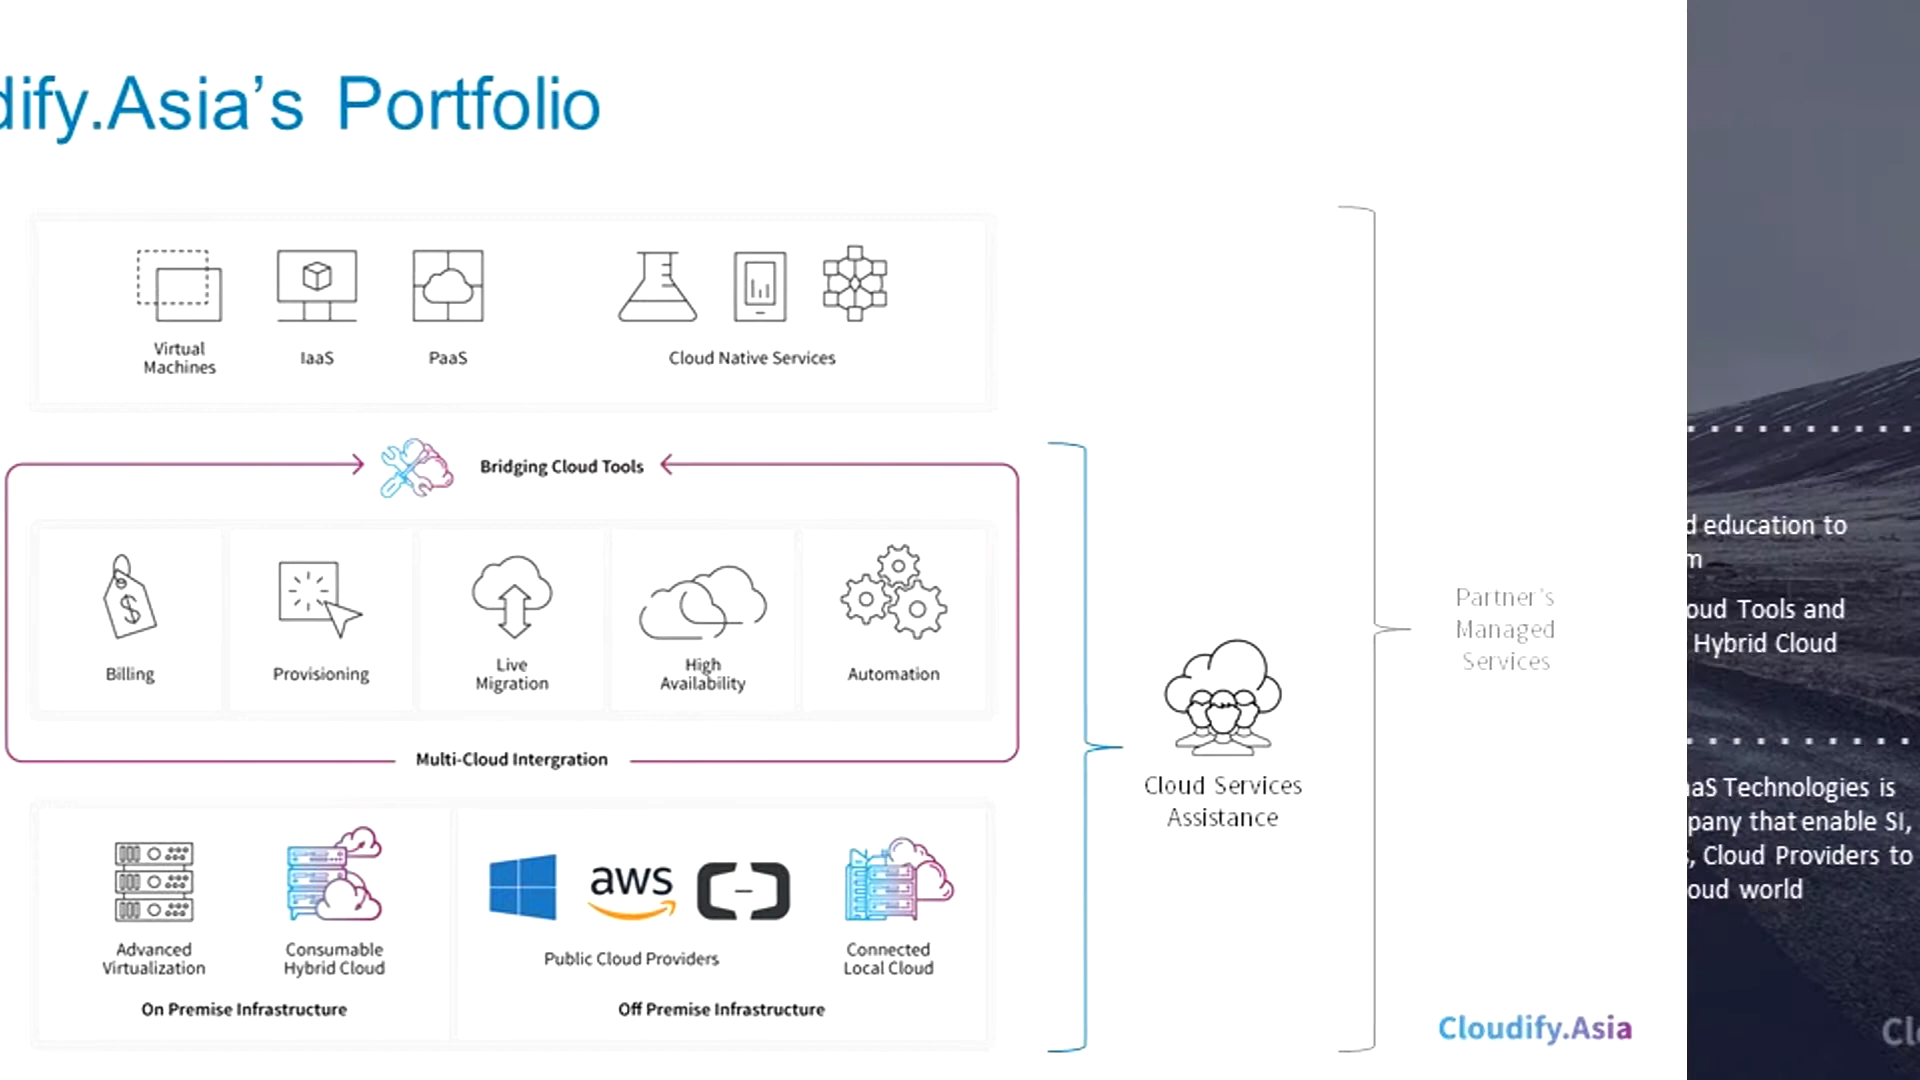 dify.Asia’s Portfolio
Virtual
Machines
IaaS
PaaS
Cloud Native Services
Bridging Cloud Tools
Billing
Provisioning
Live
Migration
High
Availability
Automation
Multi-Cloud Intergration
Cloud Services
Assistance
Partner's
Managed
Services
aws
Advanced
Virtualization
Consumable
Hybrid Cloud
Public Cloud Providers
Connected
Local Cloud
On Premise Infrastructure
Off Premise Infrastructure
Cloudify.Asia
d education to
m
oud Tools and
Hybrid Cloud
aaS Technologies is
pany that enable SI,
, Cloud Providers to
oud world
Cl